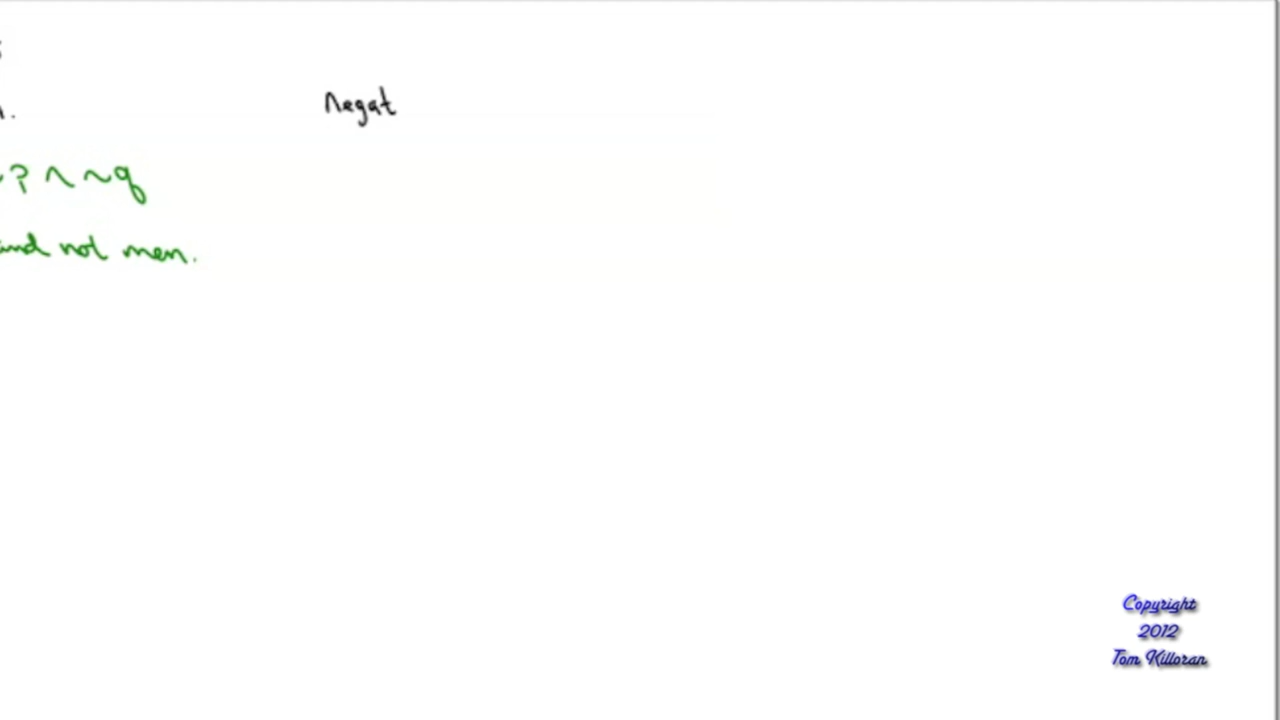 negat
? ∧ ~q
and not men.
Copyright
2012
Tom Killoran